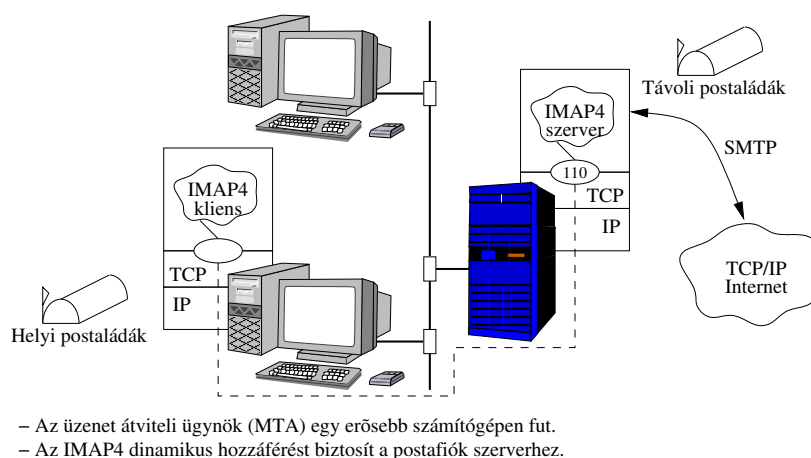 Távoli postaládák
IMAP4
szerver
SMTP
110
TCP
IP
IMAP4
kliens
TCP
IP
TCP/IP
Internet
Helyi postaládák
− Az üzenet átviteli ügynök (MTA) egy erõsebb számítógépen fut.
− Az IMAP4 dinamikus hozzáférést biztosít a postafiók szerverhez.